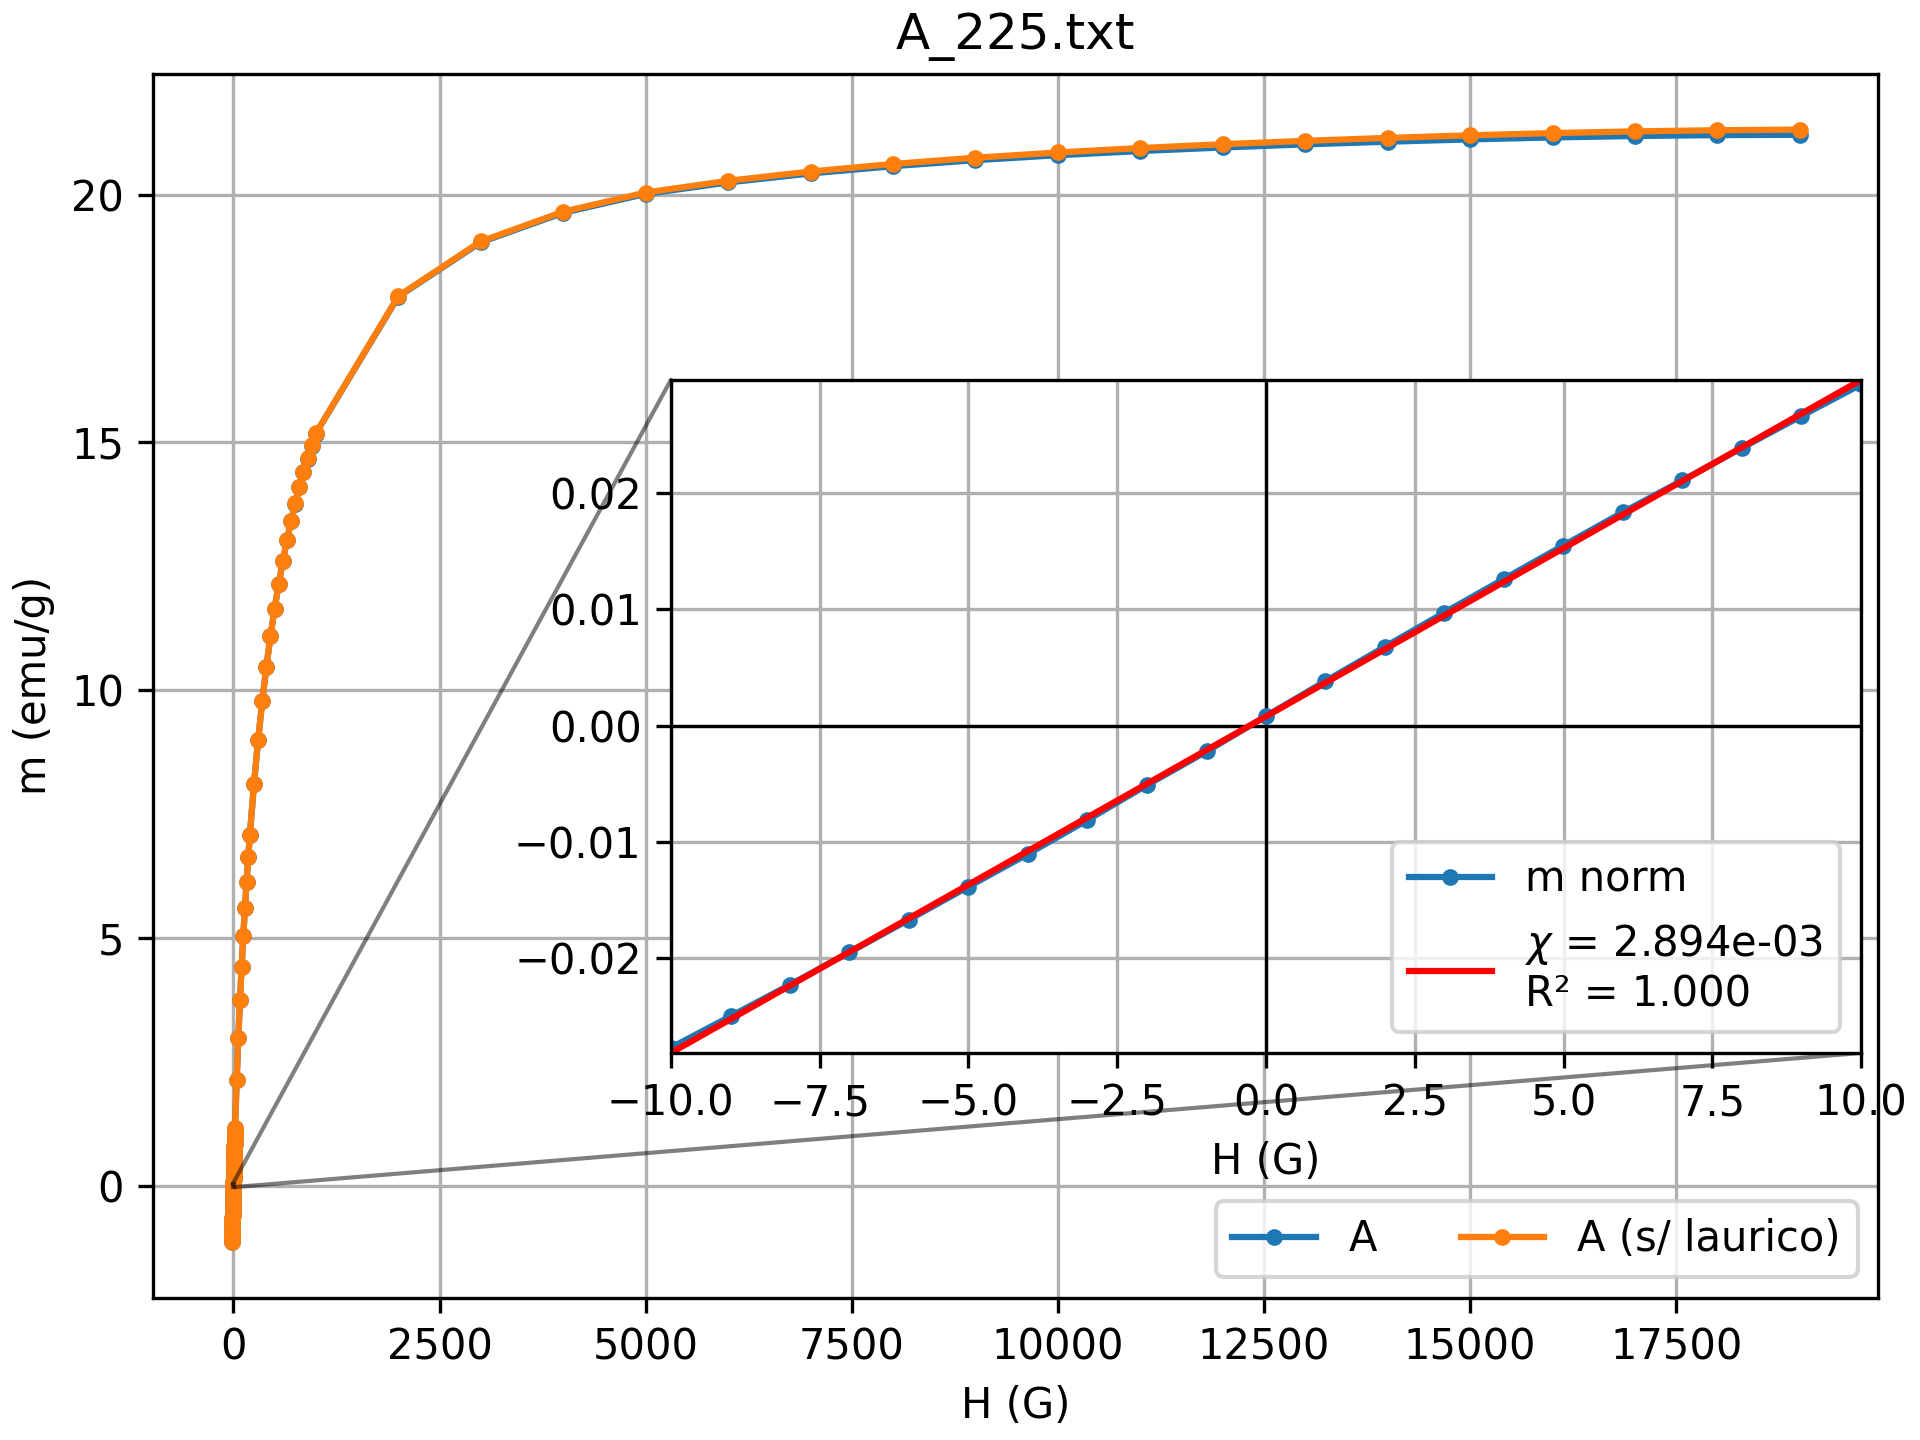 A_225.txt
m (emu/g)
20
15
10
5
0
0.02
0.01
0.00
−0.01
−0.02
m norm
χ = 2.894e-03
R² = 1.000
−10.0 −7.5 −5.0 −2.5 0.0 2.5 5.0 7.5 10.0
H (G)
A A (s/ laurico)
0 2500 5000 7500 10000 12500 15000 17500
H (G)